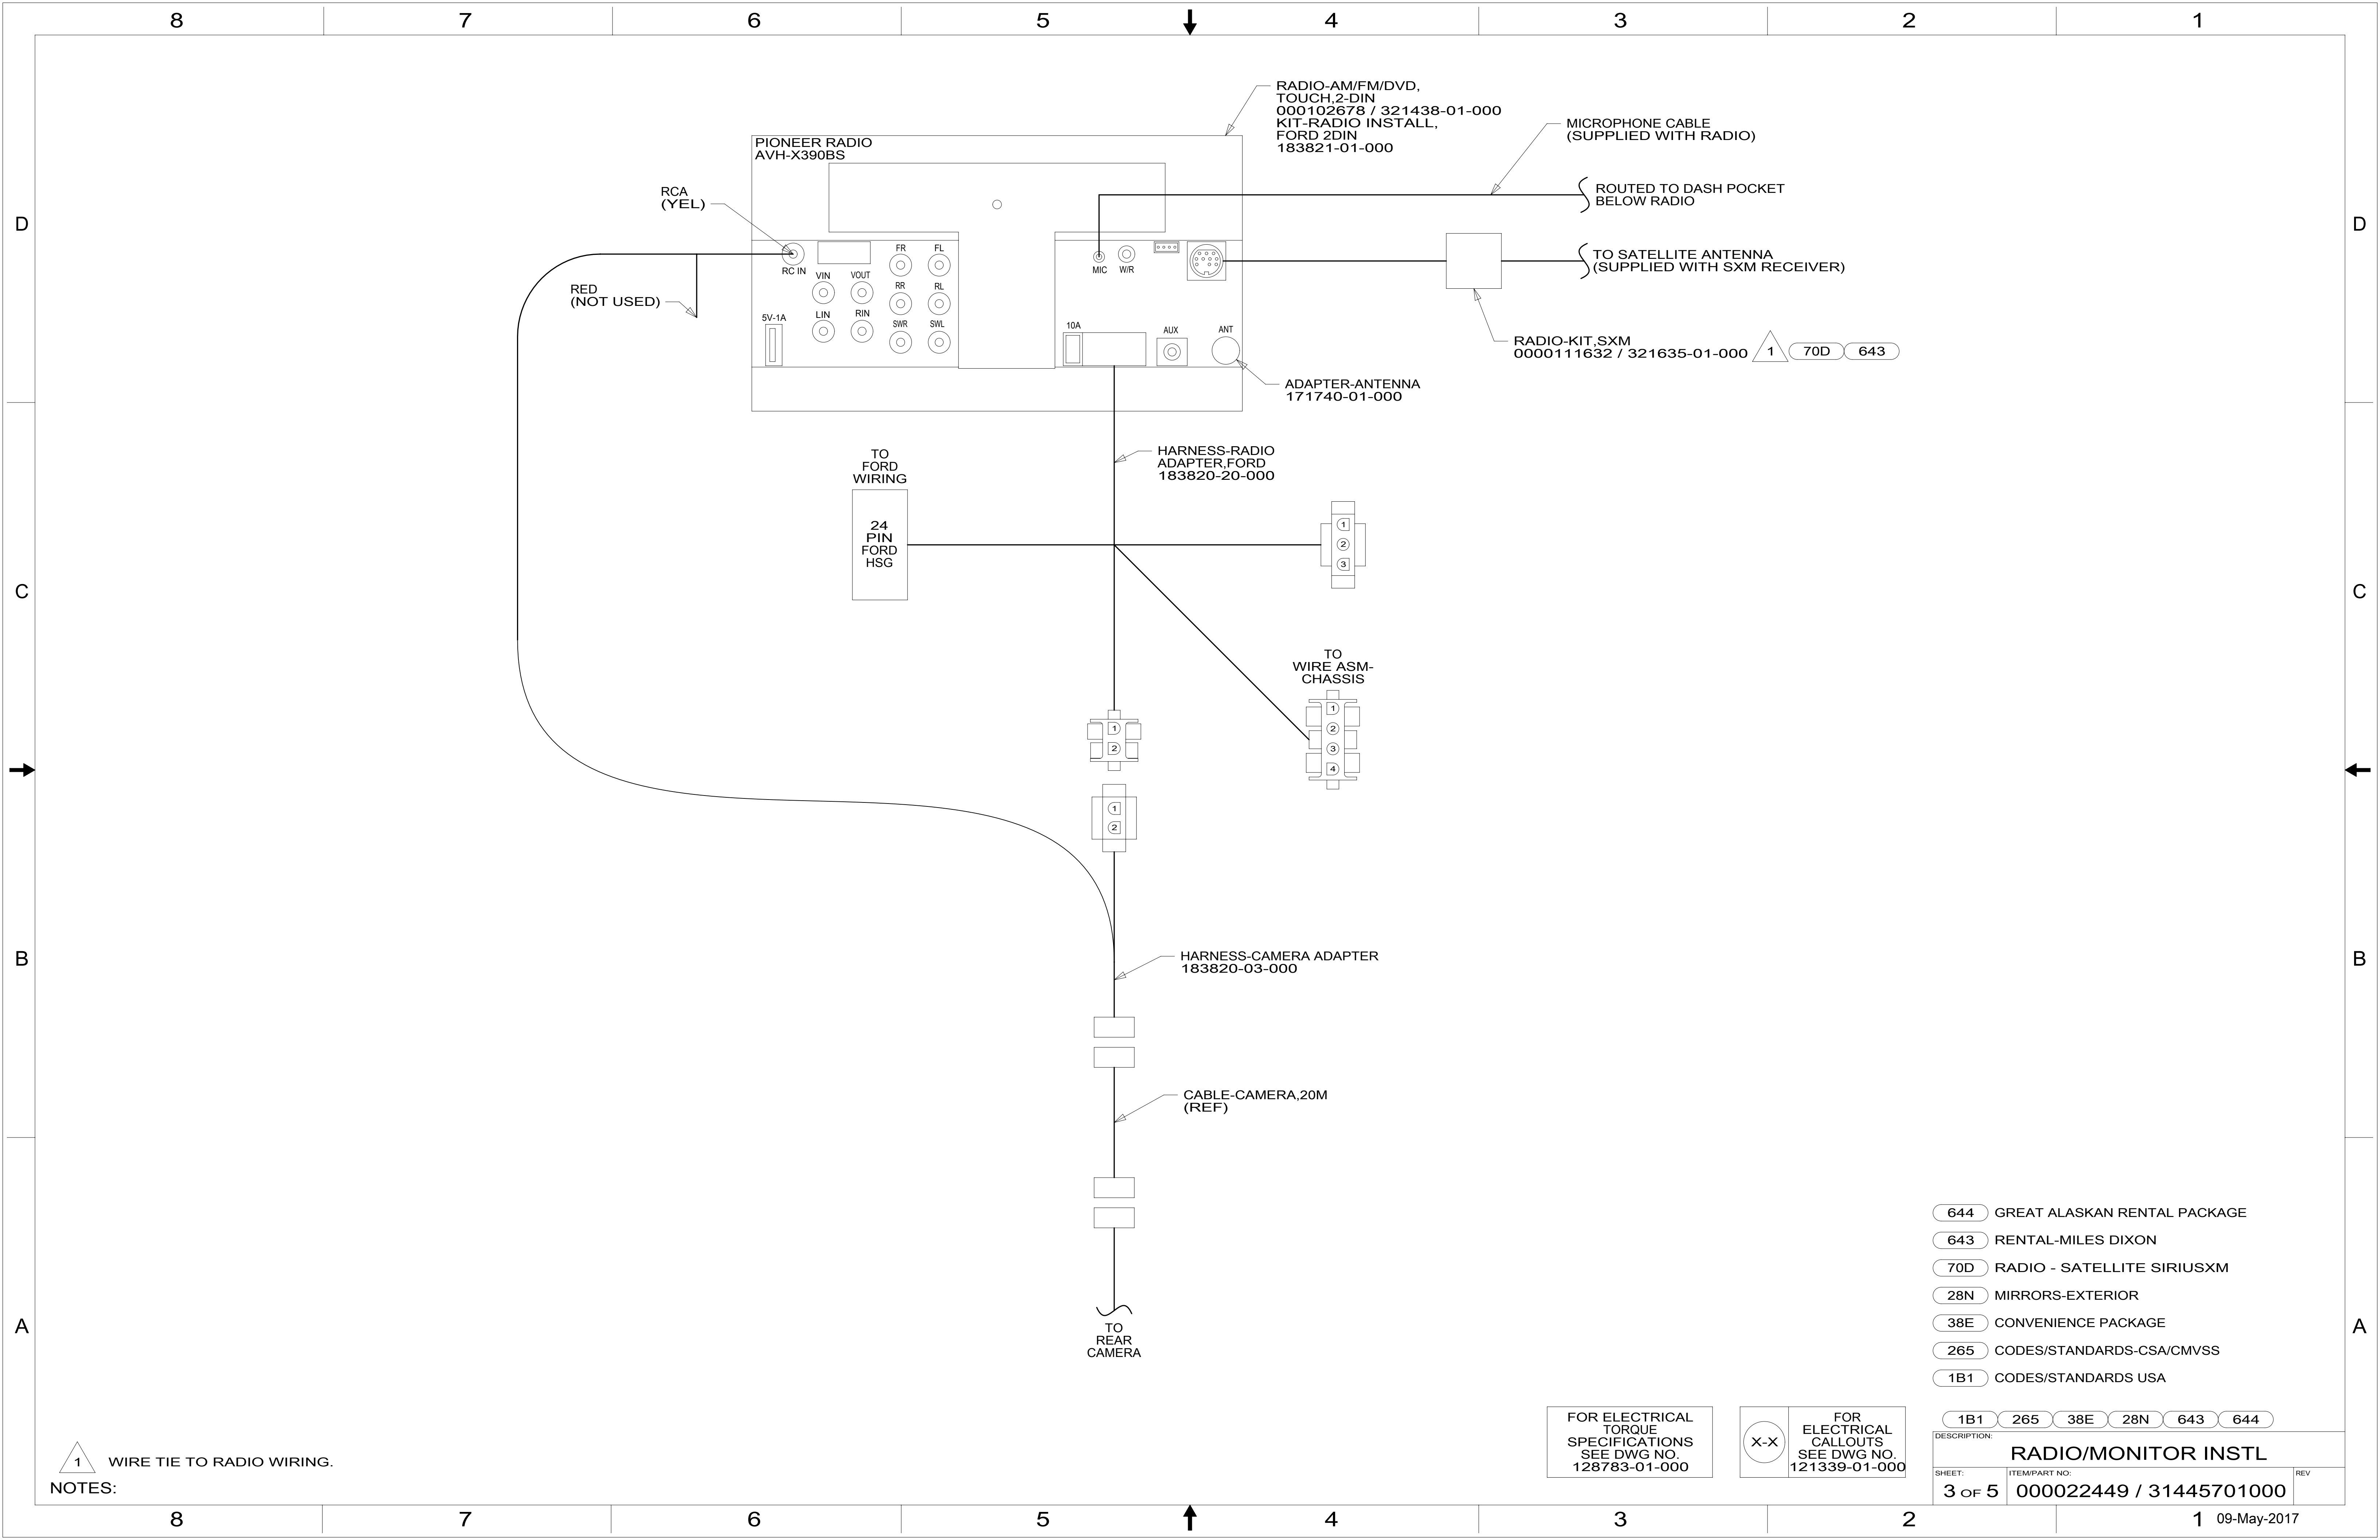 8 7 6 5 4 3 2 1
RADIO-AM/FM/DVD,
TOUCH,2-DIN
000102678 / 321438-01-000
KIT-RADIO INSTALL,
FORD 2DIN
183821-01-000
MICROPHONE CABLE
(SUPPLIED WITH RADIO)
PIONEER RADIO
AVH-X390BS
RCA
(YEL)
ROUTED TO DASH POCKET
BELOW RADIO
D
D
TO SATELLITE ANTENNA
(SUPPLIED WITH SXM RECEIVER)
RED
(NOT USED)
RC IN
VIN
VOUT
FR
FL
RR
RL
LIN
RIN
SWR
SWL
5V-1A
MIC
W/R
10A
AUX
ANT
RADIO-KIT,SXM
0000111632 / 321635-01-000
1
70D
643
ADAPTER-ANTENNA
171740-01-000
HARNESS-RADIO
ADAPTER,FORD
183820-20-000
TO
FORD
WIRING
24
PIN
FORD
HSG
1
2
3
C
C
TO
WIRE ASM-
CHASSIS
1
2
3
4
1
2
1
2
B
B
HARNESS-CAMERA ADAPTER
183820-03-000
CABLE-CAMERA,20M
(REF)
A
A
TO
REAR
CAMERA
644 GREAT ALASKAN RENTAL PACKAGE
643 RENTAL-MILES DIXON
70D RADIO - SATELLITE SIRIUSXM
28N MIRRORS-EXTERIOR
38E CONVENIENCE PACKAGE
265 CODES/STANDARDS-CSA/CMVSS
1B1 CODES/STANDARDS USA
1B1 265 38E 28N 643 644
FOR ELECTRICAL
TORQUE
SPECIFICATIONS
SEE DWG NO.
128783-01-000
X-X
FOR
ELECTRICAL
CALLOUTS
SEE DWG NO.
121339-01-000
DESCRIPTION:
RADIO/MONITOR INSTL
SHEET:
3 OF 5
ITEM/PART NO:
000022449 / 31445701000
REV
1 WIRE TIE TO RADIO WIRING.
NOTES:
8 7 6 5 4 3 2 1
09-May-2017